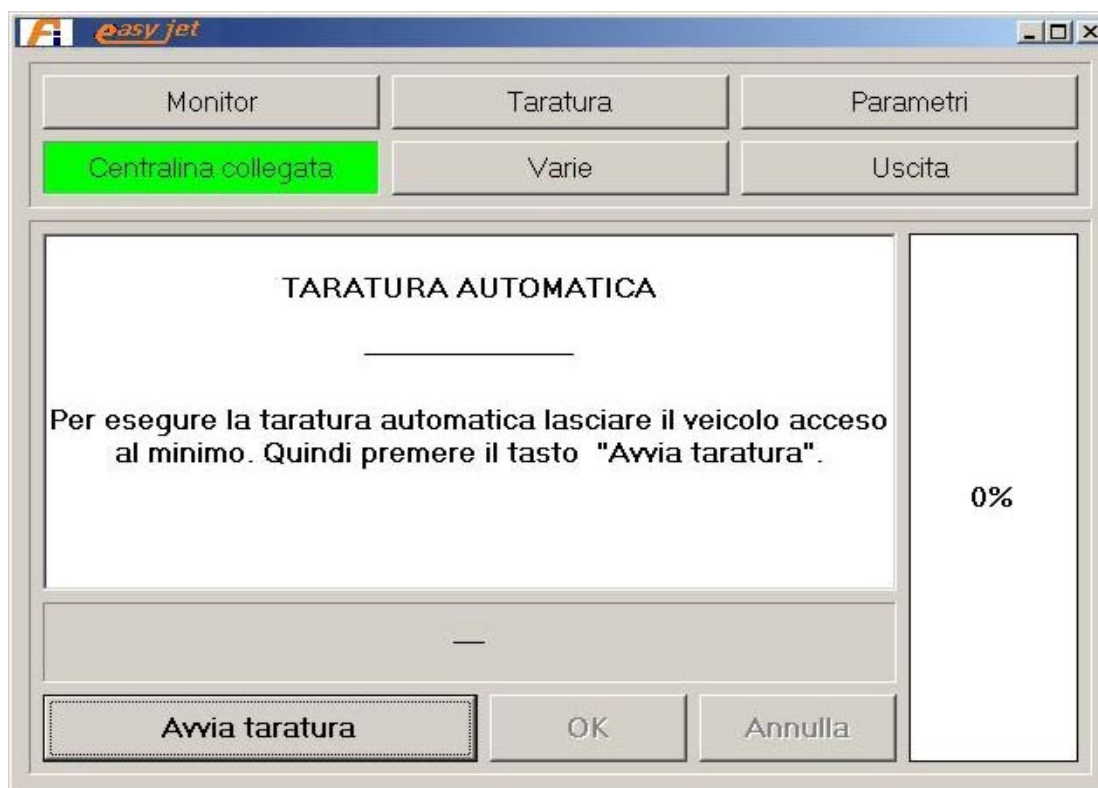 easy jet
Monitor
Taratura
Parametri
Centralina collegata
Varie
Uscita
TARATURA AUTOMATICA
Per esegure la taratura automatica lasciare il veicolo acceso
al minimo. Quindi premere il tasto "Avvia taratura".
0%
Avvia taratura
OK
Annulla